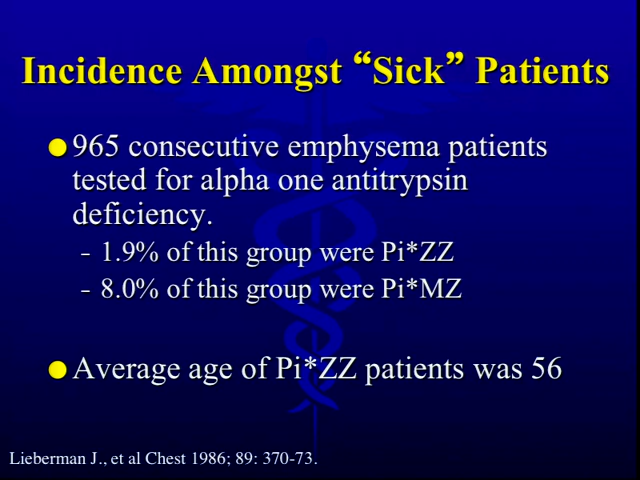 Incidence Amongst “Sick” Patients
965 consecutive emphysema patients
tested for alpha one antitrypsin
deficiency.
– 1.9% of this group were Pi*ZZ
– 8.0% of this group were Pi*MZ
Average age of Pi*ZZ patients was 56
Lieberman J., et al Chest 1986; 89: 370-73.